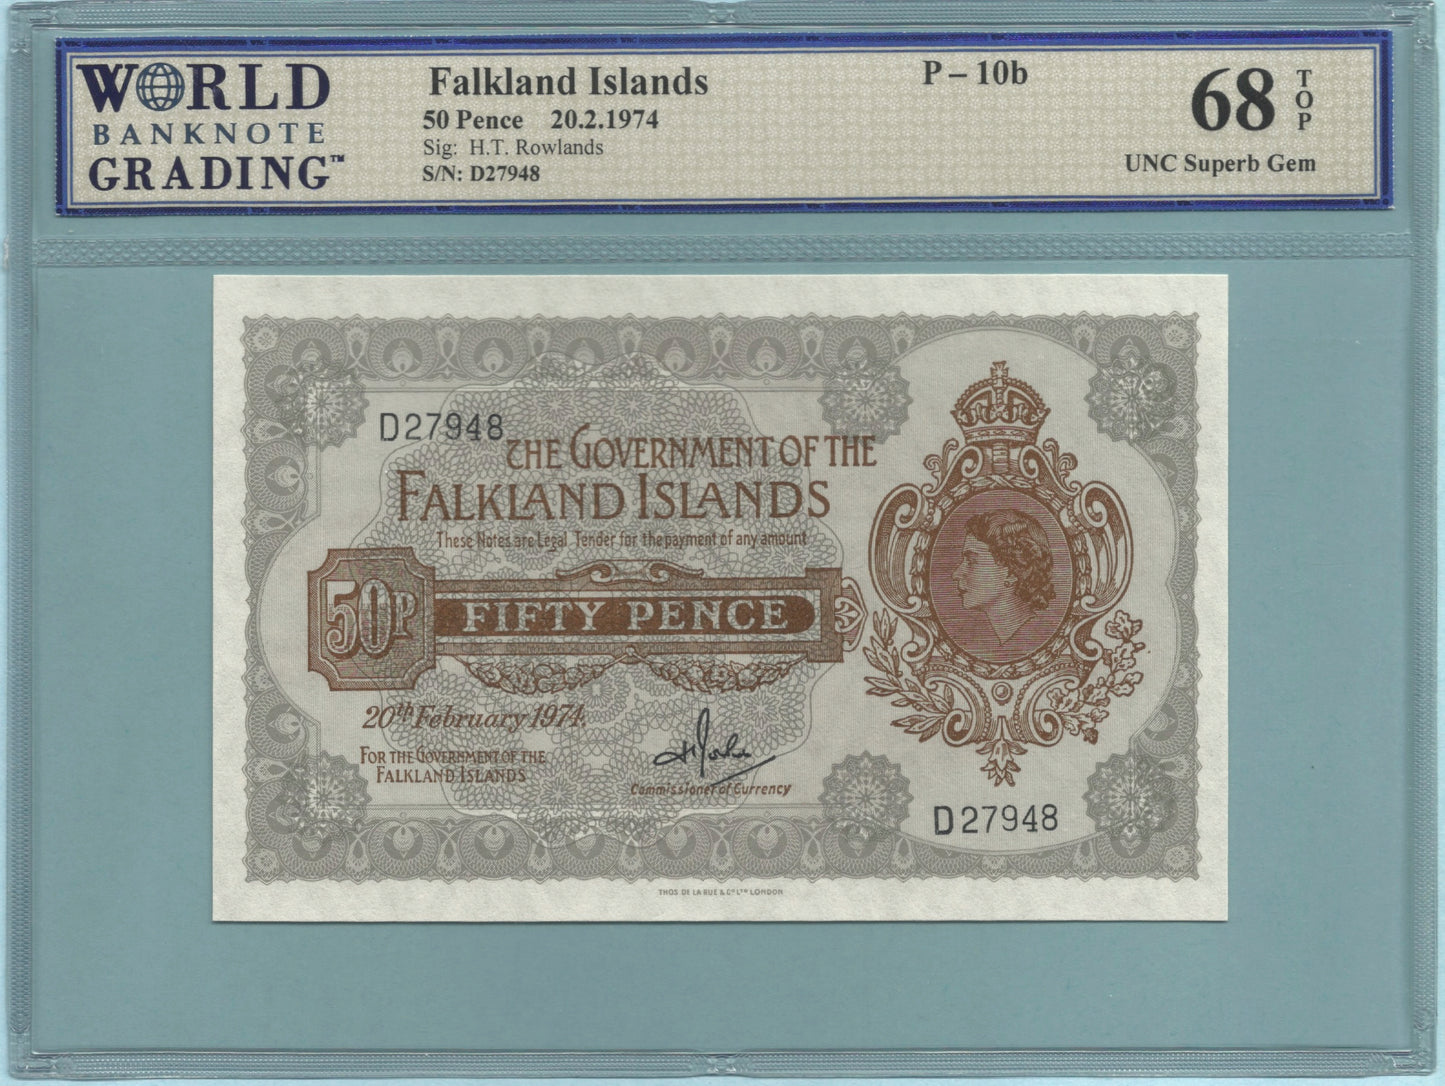 WORLD
BANKNOTE
GRADING™
Falkland Islands
50 Pence 20.2.1974
Sig: H.T. Rowlands
S/N: D27948
P – 10b
68 TOP
UNC Superb Gem
D27948
THE GOVERNMENT OF THE
FALKLAND ISLANDS
These Notes are Legal Tender for the payment of any amount
50P
FIFTY PENCE
20th February 1974.
FOR THE GOVERNMENT OF THE
FALKLAND ISLANDS
Commissioner of Currency
D27948
THOS DE LA RUE & CO LTD LONDON